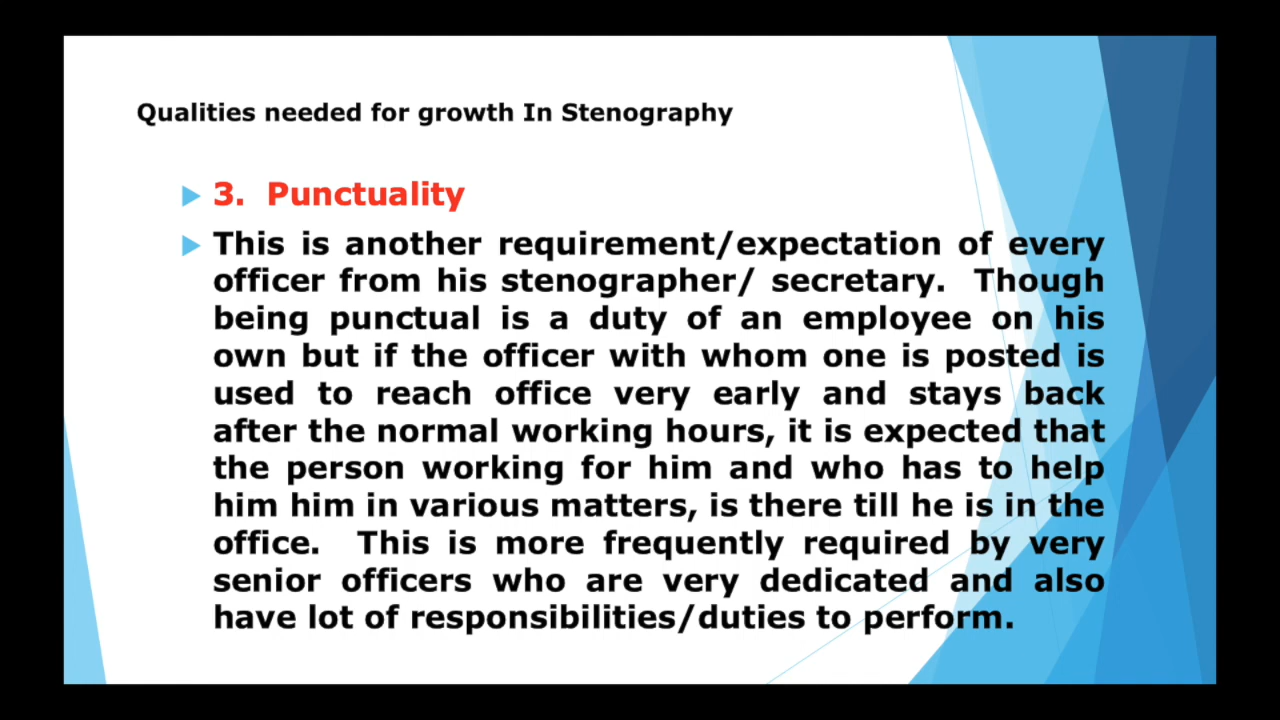 Qualities needed for growth In Stenography
3. Punctuality
This is another requirement/expectation of every
officer from his stenographer/ secretary. Though
being punctual is a duty of an employee on his
own but if the officer with whom one is posted is
used to reach office very early and stays back
after the normal working hours, it is expected that
the person working for him and who has to help
him him in various matters, is there till he is in the
office. This is more frequently required by very
senior officers who are very dedicated and also
have lot of responsibilities/duties to perform.